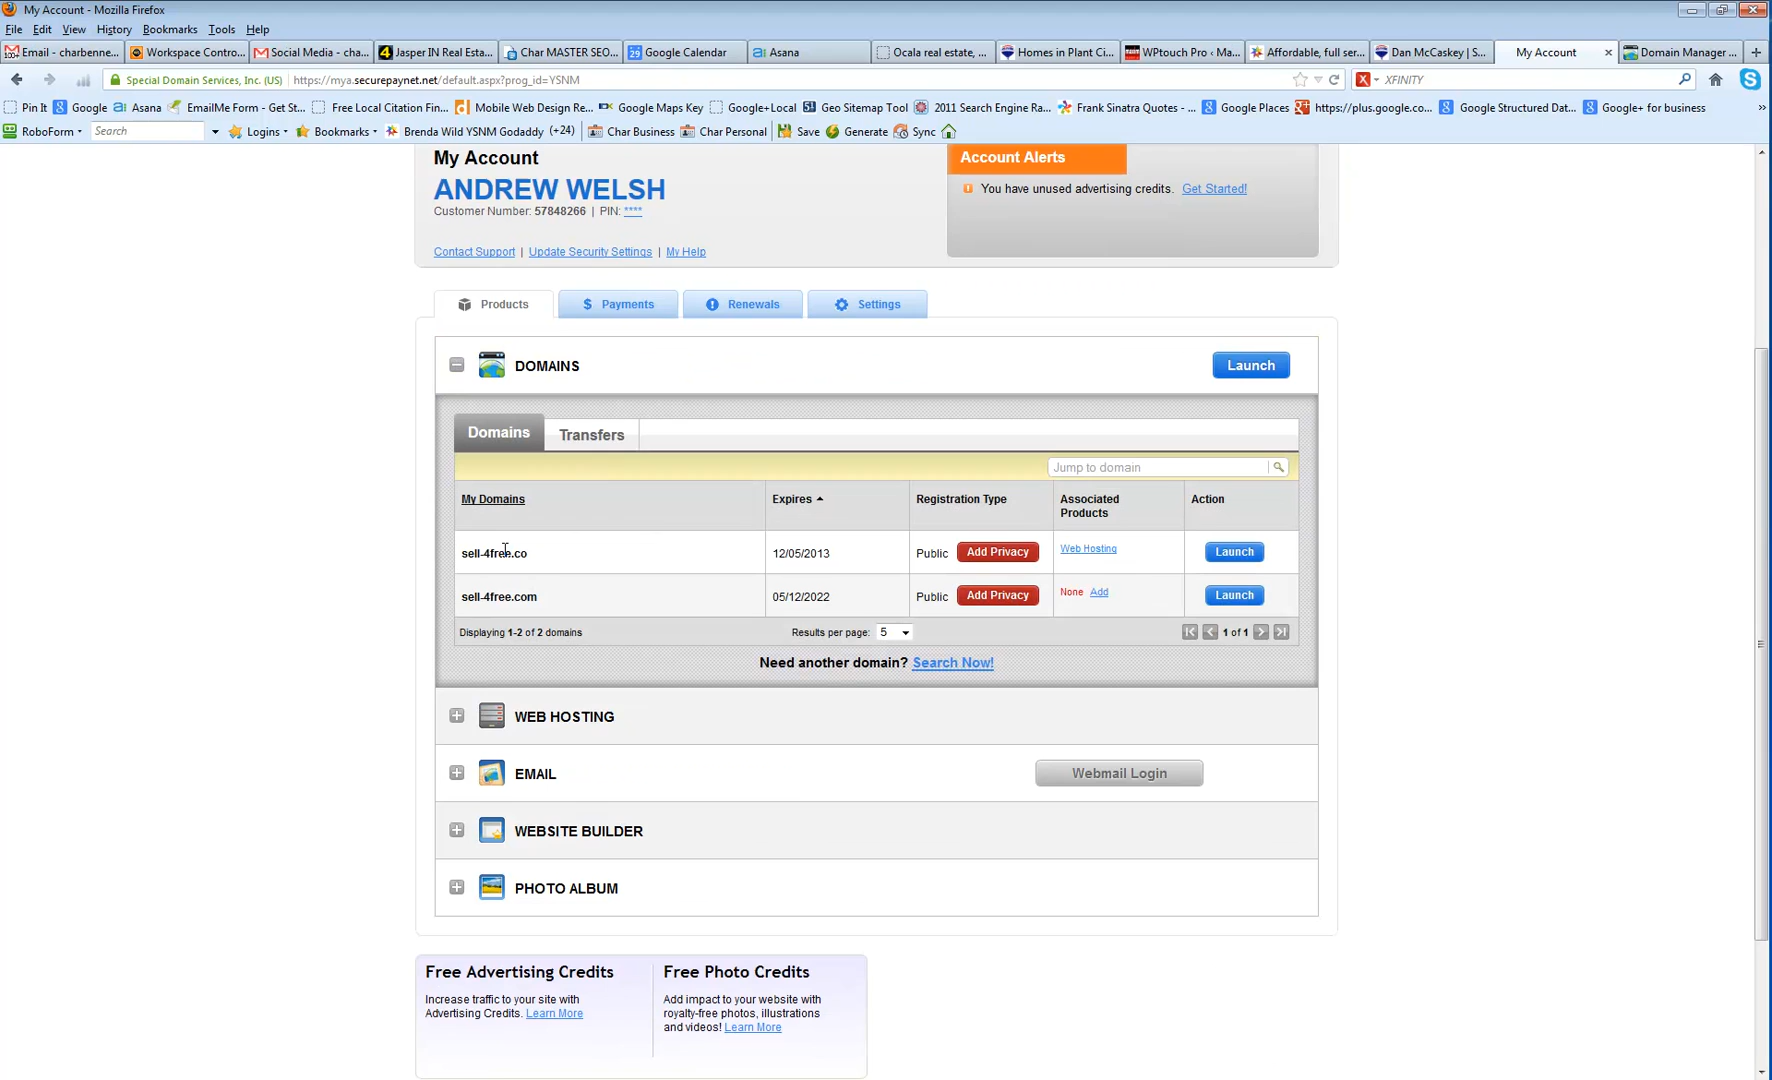 My Account - Mozilla Firefox
File Edit View History Bookmarks Tools Help
Email - charbenne... Workspace Contro... Social Media - cha... Jasper IN Real Esta... Char MASTER SEO... Google Calendar Asana Ocala real estate, ... Homes in Plant Ci... WPtouch Pro ‹ Ma... Affordable, full ser... Dan McCaskey | S... My Account Domain Manager ...
Special Domain Services, Inc. (US) https://mya.securepaynet.net/default.aspx?prog_id=YSNM XFINITY
Pin It Google Asana EmailMe Form - Get St... Free Local Citation Fin... Mobile Web Design Re... Google Maps Key Google+Local Geo Sitemap Tool 2011 Search Engine Ra... Frank Sinatra Quotes - ... Google Places https://plus.google.co... Google Structured Dat... Google+ for business
RoboForm Search Logins Bookmarks Brenda Wild YSNM Godaddy (+24) Char Business Char Personal Save Generate Sync
My Account
ANDREW WELSH
Customer Number: 57848266 | PIN: ****
Contact Support | Update Security Settings | My Help
Account Alerts
You have unused advertising credits. Get Started!
Products Payments Renewals Settings
DOMAINS Launch
Domains Transfers
Jump to domain
My Domains Expires Registration Type Associated Products Action
sell-4free.co 12/05/2013 Public Add Privacy Web Hosting Launch
sell-4free.com 05/12/2022 Public Add Privacy None Add Launch
Displaying 1-2 of 2 domains Results per page: 5 1 of 1
Need another domain? Search Now!
WEB HOSTING
EMAIL Webmail Login
WEBSITE BUILDER
PHOTO ALBUM
Free Advertising Credits
Increase traffic to your site with
Advertising Credits. Learn More
Free Photo Credits
Add impact to your website with
royalty-free photos, illustrations
and videos! Learn More